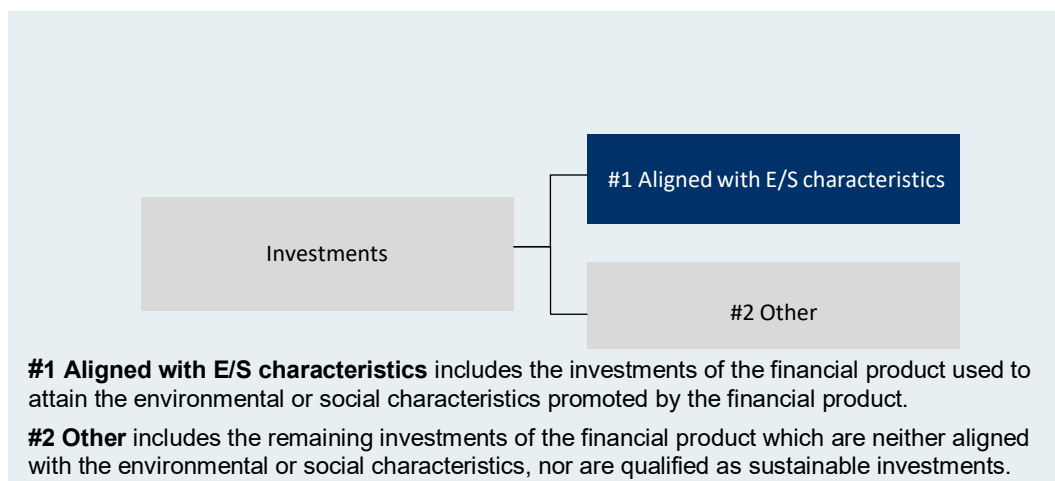 #1 Aligned with E/S characteristics
Investments
#2 Other
#1 Aligned with E/S characteristics includes the investments of the financial product used to
attain the environmental or social characteristics promoted by the financial product.
#2 Other includes the remaining investments of the financial product which are neither aligned
with the environmental or social characteristics, nor are qualified as sustainable investments.